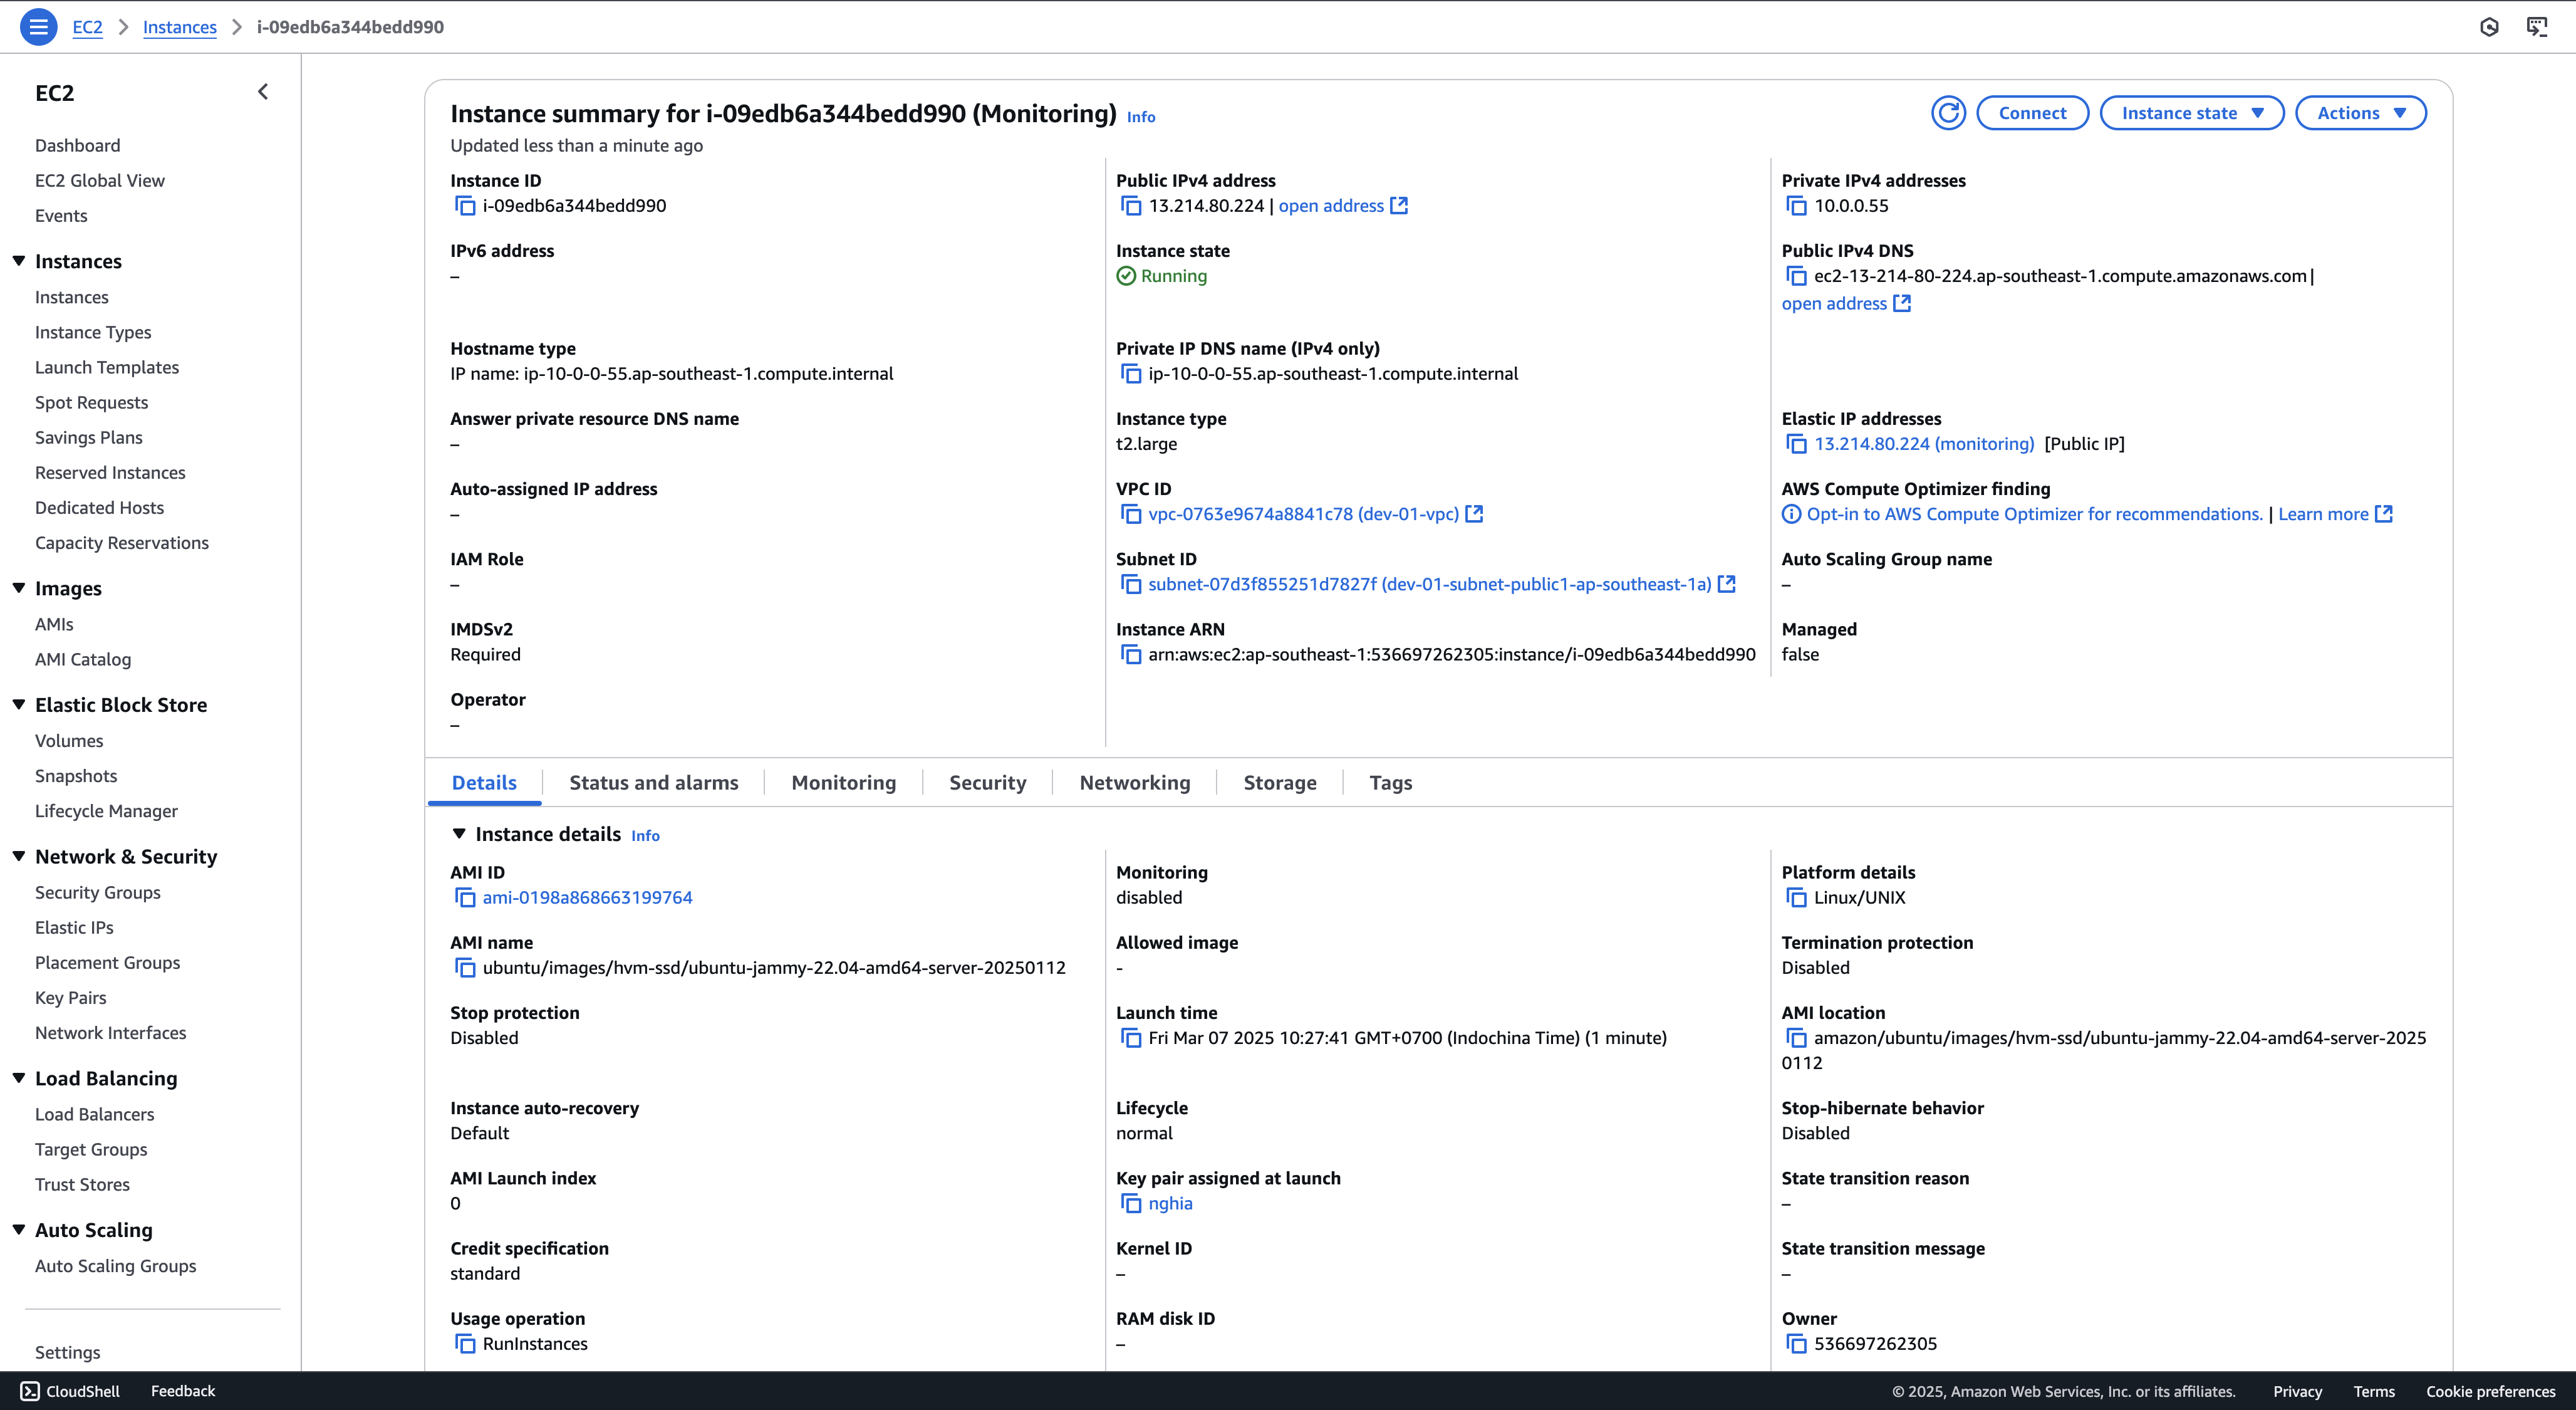 EC2 > Instances > i-09edb6a344bedd990
EC2
Dashboard
EC2 Global View
Events
Instances
Instances
Instance Types
Launch Templates
Spot Requests
Savings Plans
Reserved Instances
Dedicated Hosts
Capacity Reservations
Images
AMIs
AMI Catalog
Elastic Block Store
Volumes
Snapshots
Lifecycle Manager
Network & Security
Security Groups
Elastic IPs
Placement Groups
Key Pairs
Network Interfaces
Load Balancing
Load Balancers
Target Groups
Trust Stores
Auto Scaling
Auto Scaling Groups
Settings
Instance summary for i-09edb6a344bedd990 (Monitoring) Info
Connect
Instance state
Actions
Updated less than a minute ago
Instance ID
i-09edb6a344bedd990
Public IPv4 address
13.214.80.224 | open address
Private IPv4 addresses
10.0.0.55
IPv6 address
–
Instance state
Running
Public IPv4 DNS
ec2-13-214-80-224.ap-southeast-1.compute.amazonaws.com |
open address
Hostname type
IP name: ip-10-0-0-55.ap-southeast-1.compute.internal
Private IP DNS name (IPv4 only)
ip-10-0-0-55.ap-southeast-1.compute.internal
Answer private resource DNS name
–
Instance type
t2.large
Elastic IP addresses
13.214.80.224 (monitoring) [Public IP]
Auto-assigned IP address
–
VPC ID
vpc-0763e9674a8841c78 (dev-01-vpc)
AWS Compute Optimizer finding
Opt-in to AWS Compute Optimizer for recommendations. | Learn more
IAM Role
–
Subnet ID
subnet-07d3f855251d7827f (dev-01-subnet-public1-ap-southeast-1a)
Auto Scaling Group name
–
IMDSv2
Required
Instance ARN
arn:aws:ec2:ap-southeast-1:536697262305:instance/i-09edb6a344bedd990
Managed
false
Operator
–
Details
Status and alarms
Monitoring
Security
Networking
Storage
Tags
Instance details Info
AMI ID
ami-0198a868663199764
Monitoring
disabled
Platform details
Linux/UNIX
AMI name
ubuntu/images/hvm-ssd/ubuntu-jammy-22.04-amd64-server-20250112
Allowed image
-
Termination protection
Disabled
Stop protection
Disabled
Launch time
Fri Mar 07 2025 10:27:41 GMT+0700 (Indochina Time) (1 minute)
AMI location
amazon/ubuntu/images/hvm-ssd/ubuntu-jammy-22.04-amd64-server-2025
0112
Instance auto-recovery
Default
Lifecycle
normal
Stop-hibernate behavior
Disabled
AMI Launch index
0
Key pair assigned at launch
nghia
State transition reason
–
Credit specification
standard
Kernel ID
–
State transition message
–
Usage operation
RunInstances
RAM disk ID
–
Owner
536697262305
CloudShell
Feedback
© 2025, Amazon Web Services, Inc. or its affiliates.
Privacy
Terms
Cookie preferences